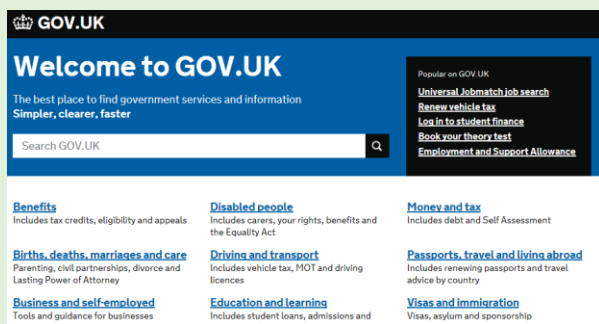 GOV.UK
Welcome to GOV.UK
The best place to find government services and information
Simpler, clearer, faster
Search GOV.UK
Popular on GOV.UK
Universal Jobmatch job search
Renew vehicle tax
Log in to student finance
Book your theory test
Employment and Support Allowance
Benefits
Includes tax credits, eligibility and appeals
Disabled people
Includes carers, your rights, benefits and
the Equality Act
Money and tax
Includes debt and Self Assessment
Births, deaths, marriages and care
Parenting, civil partnerships, divorce and
Lasting Power of Attorney
Driving and transport
Includes vehicle tax, MOT and driving
licences
Passports, travel and living abroad
Includes renewing passports and travel
advice by country
Business and self-employed
Tools and guidance for businesses
Education and learning
Includes student loans, admissions and
Visas and immigration
Visas, asylum and sponsorship